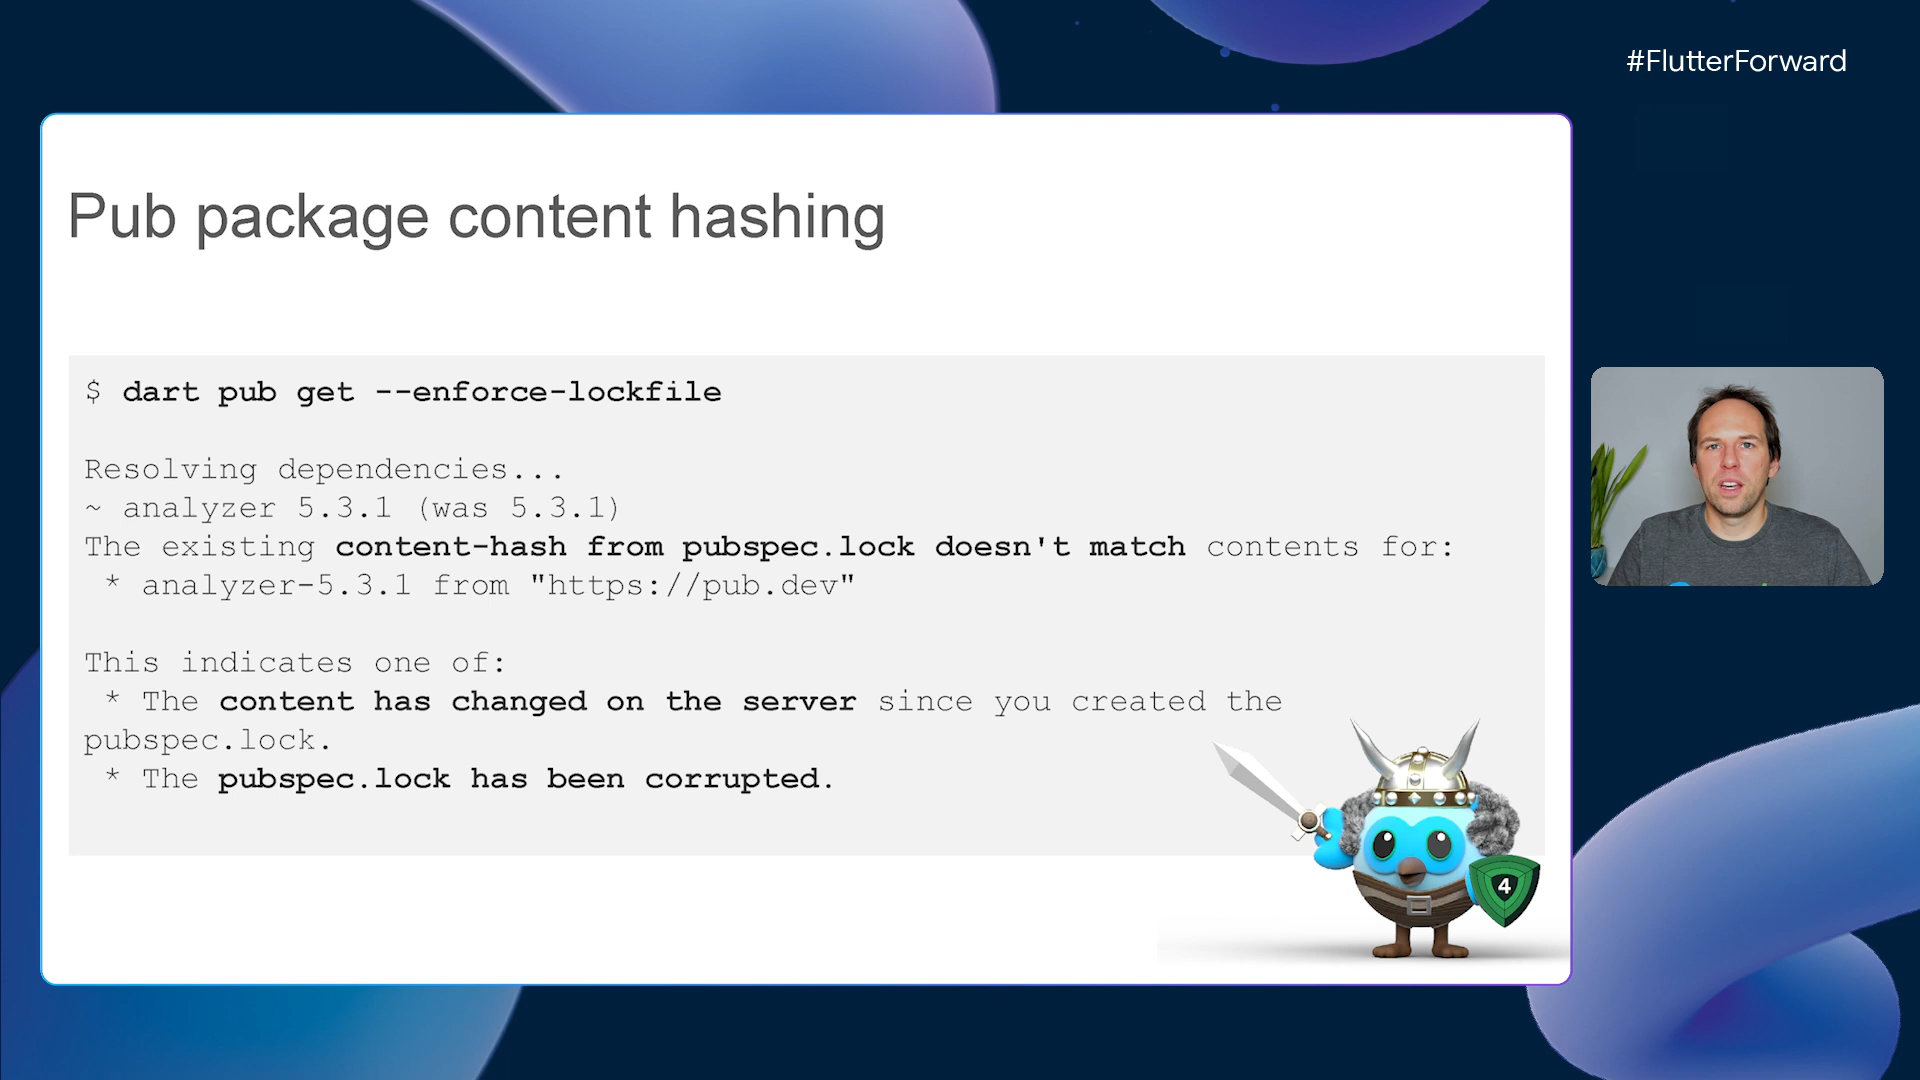 #FlutterForward
Pub package content hashing
$ dart pub get --enforce-lockfile
Resolving dependencies...
~ analyzer 5.3.1 (was 5.3.1)
The existing content-hash from pubspec.lock doesn't match contents for:
* analyzer-5.3.1 from "https://pub.dev"
This indicates one of:
* The content has changed on the server since you created the
pubspec.lock.
* The pubspec.lock has been corrupted.
4